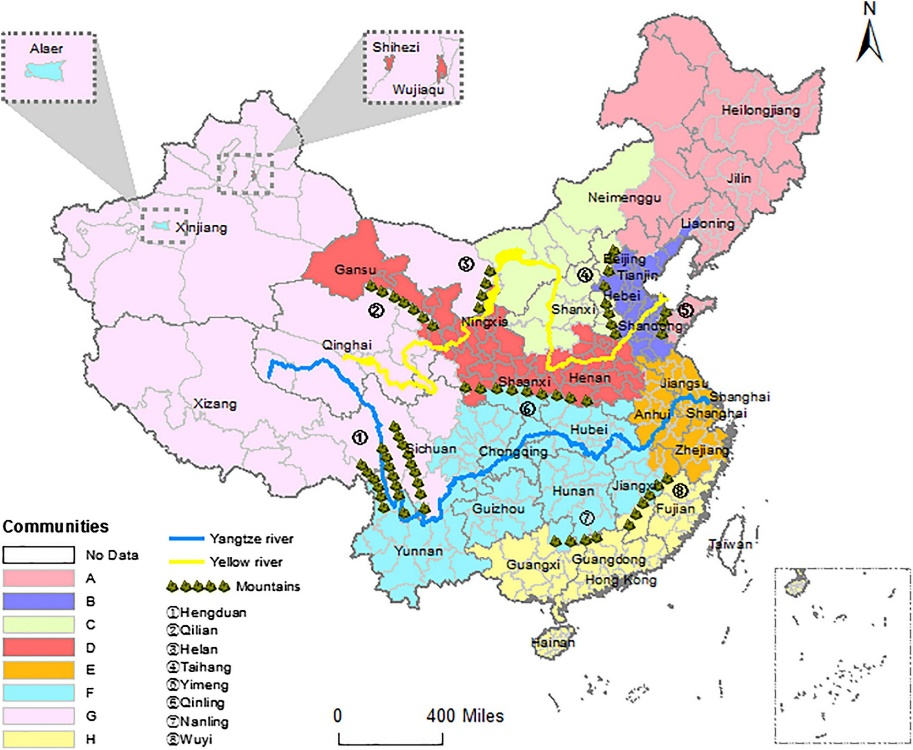 N
Alaer
Shihezi
Wujiaqu
Heilongjiang
Jilin
Neimenggu
Liaoning
Xinjiang
Beijing
Tianjin
Gansu
③
④
Hebei
②
Shanxi
⑤
Ningxia
Shandong
Qinghai
Shaanxi
Henan
Jiangsu
Xizang
Shanghai
⑥
Anhui
Shanghai
Hubei
①
Sichuan
Chongqing
Zhejiang
Hunan
Jiangxi
⑧
Guizhou
Fujian
⑦
Yunnan
Taiwan
Guangxi
Guangdong
Hong Kong
Hainan
Communities
No Data
A
B
C
D
E
F
G
H
Yangtze river
Yellow river
Mountains
①Hengduan
②Qilian
③Helan
④Taihang
⑤Yimeng
⑥Qinling
⑦Nanling
⑧Wuyi
0 400 Miles